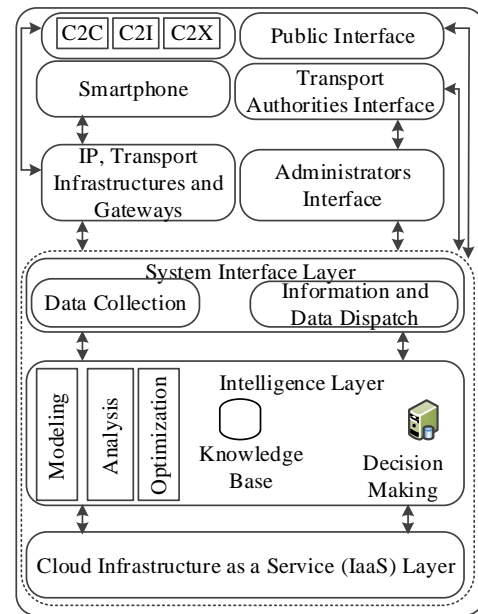 C2C C2I C2X
Public Interface
Smartphone
Transport
Authorities Interface
IP, Transport
Infrastructures and
Gateways
Administrators
Interface
System Interface Layer
Data Collection
Information and
Data Dispatch
Intelligence Layer
Modeling
Analysis
Optimization
Knowledge
Base
Decision
Making
Cloud Infrastructure as a Service (IaaS) Layer